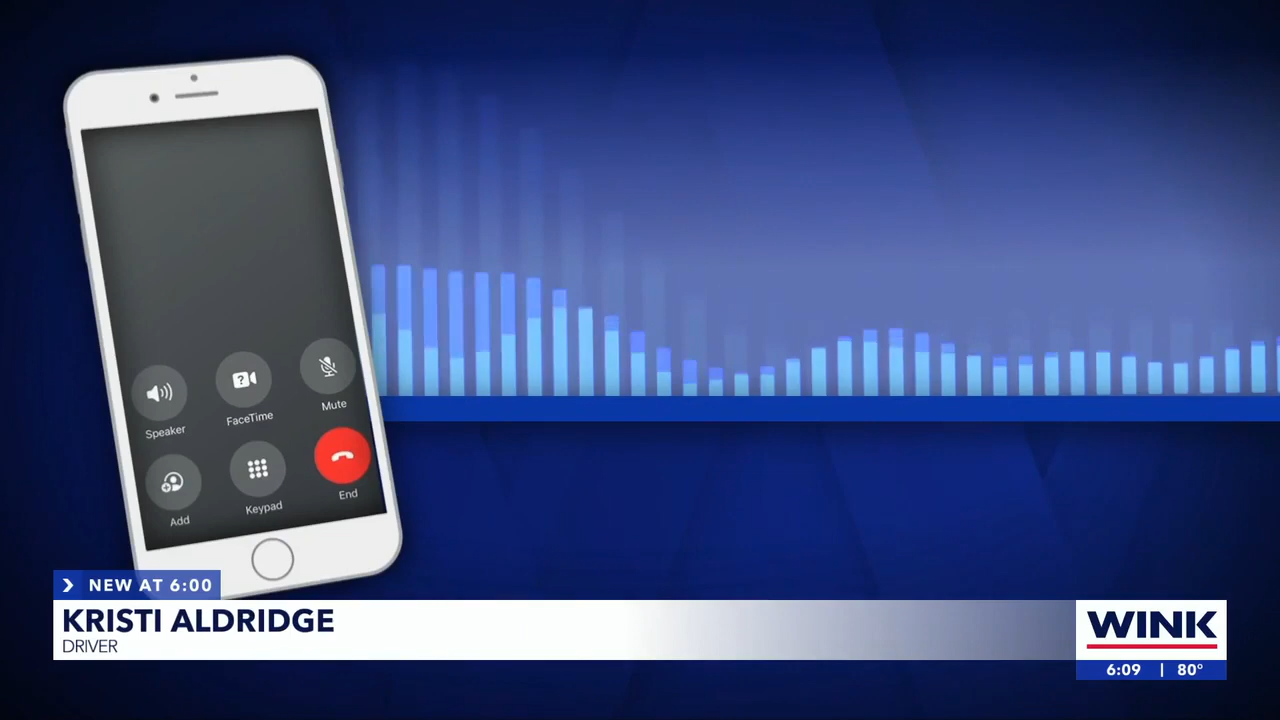 Speaker
FaceTime
Mute
Add
Keypad
End
NEW AT 6:00
KRISTI ALDRIDGE
DRIVER
WINK
6:09 | 80°